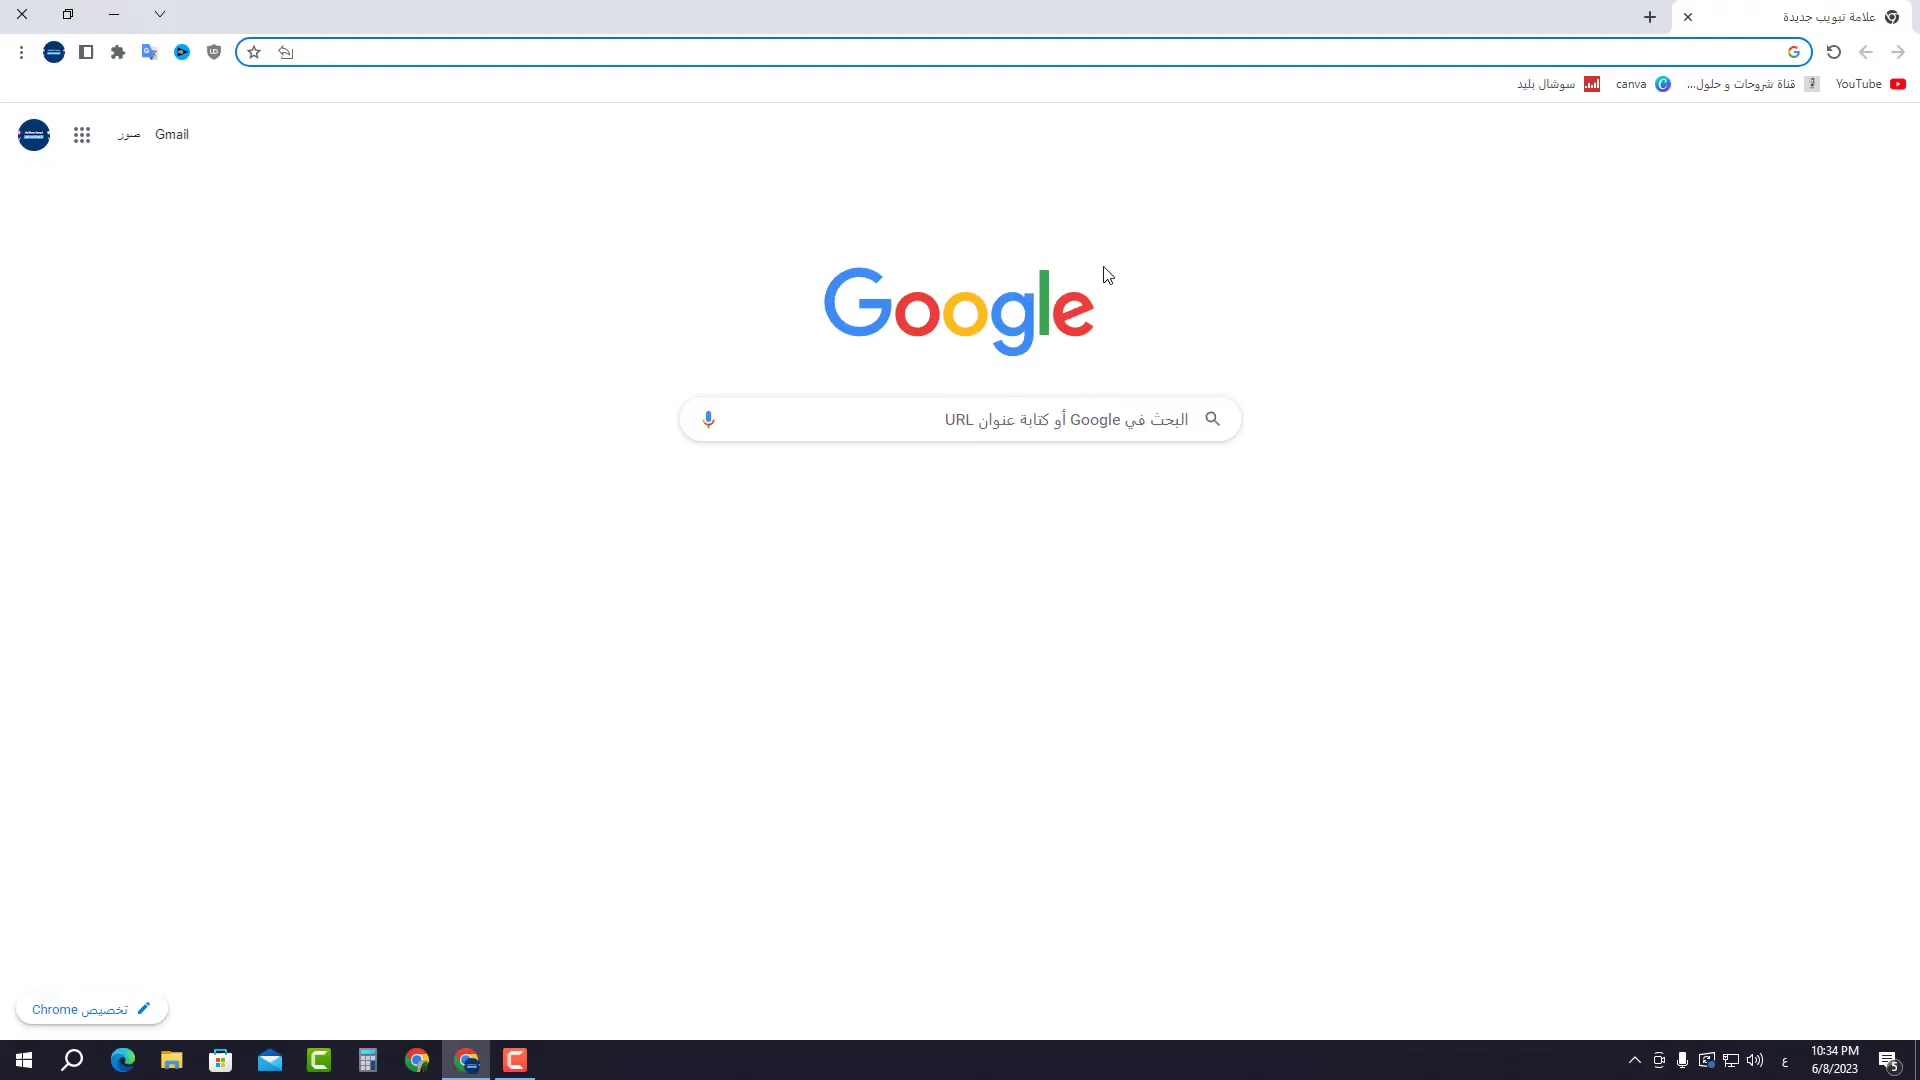 علامة تبويب جديدة
YouTube
قناة شروحات و حلول...
canva
سوشال بليد
Gmail
صور
Google
البحث في Google أو كتابة عنوان URL
تخصيص Chrome
ع
10:34 PM
6/8/2023
5